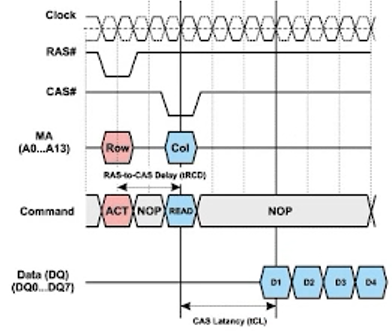 Clock
RAS#
CAS#
MA
(A0...A13)
Row
Col
RAS-to-CAS Delay (tRCD)
Command
ACT
NOP
READ
NOP
Data (DQ)
(DQ0...DQ7)
D1
D2
D3
D4
CAS Latency (tCL)